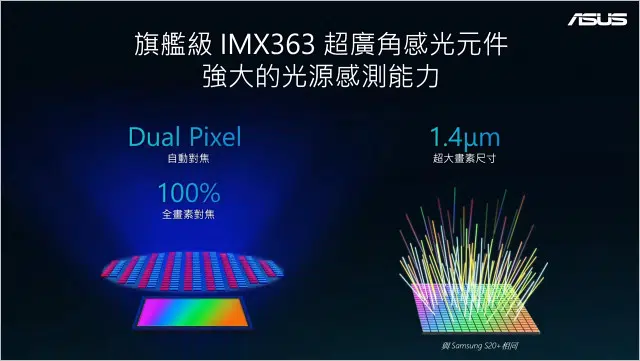 ASUS
旗艦級 IMX363 超廣角感光元件
強大的光源感測能力
Dual Pixel
自動對焦
100%
全畫素對焦
1.4μm
超大畫素尺寸
與 Samsung S20+相同